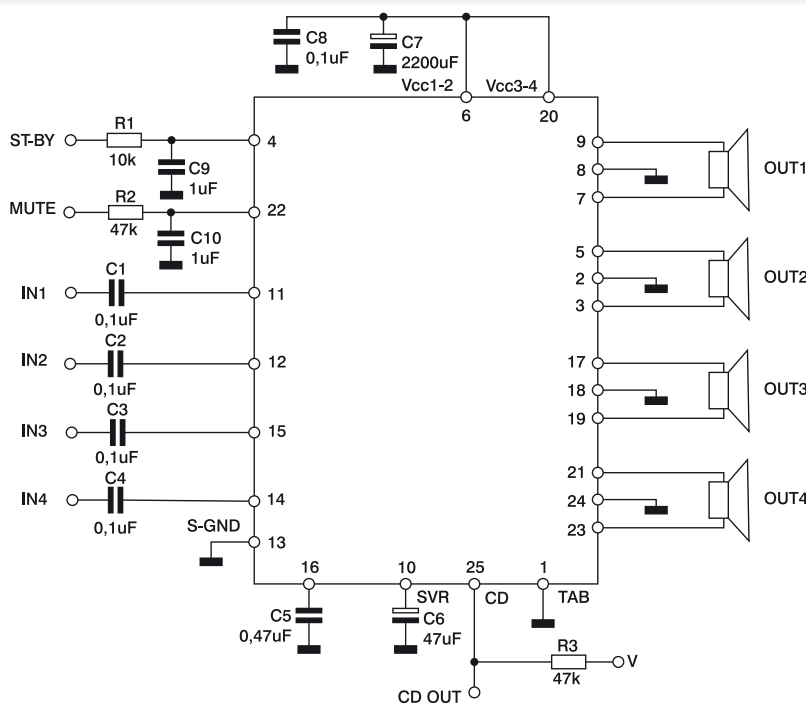 C8
0,1uF
C7
2200uF
Vcc1-2
Vcc3-4
6
20
ST-BY
R1
10k
4
C9
1uF
MUTE
R2
47k
22
C10
1uF
IN1
C1
0,1uF
11
IN2
C2
0,1uF
12
IN3
C3
0,1uF
15
IN4
C4
0,1uF
14
S-GND
13
9
8
7
OUT1
5
2
3
OUT2
17
18
19
OUT3
21
24
23
OUT4
16
10
25
1
SVR
CD
TAB
C5
0,47uF
C6
47uF
R3
47k
V
CD OUT